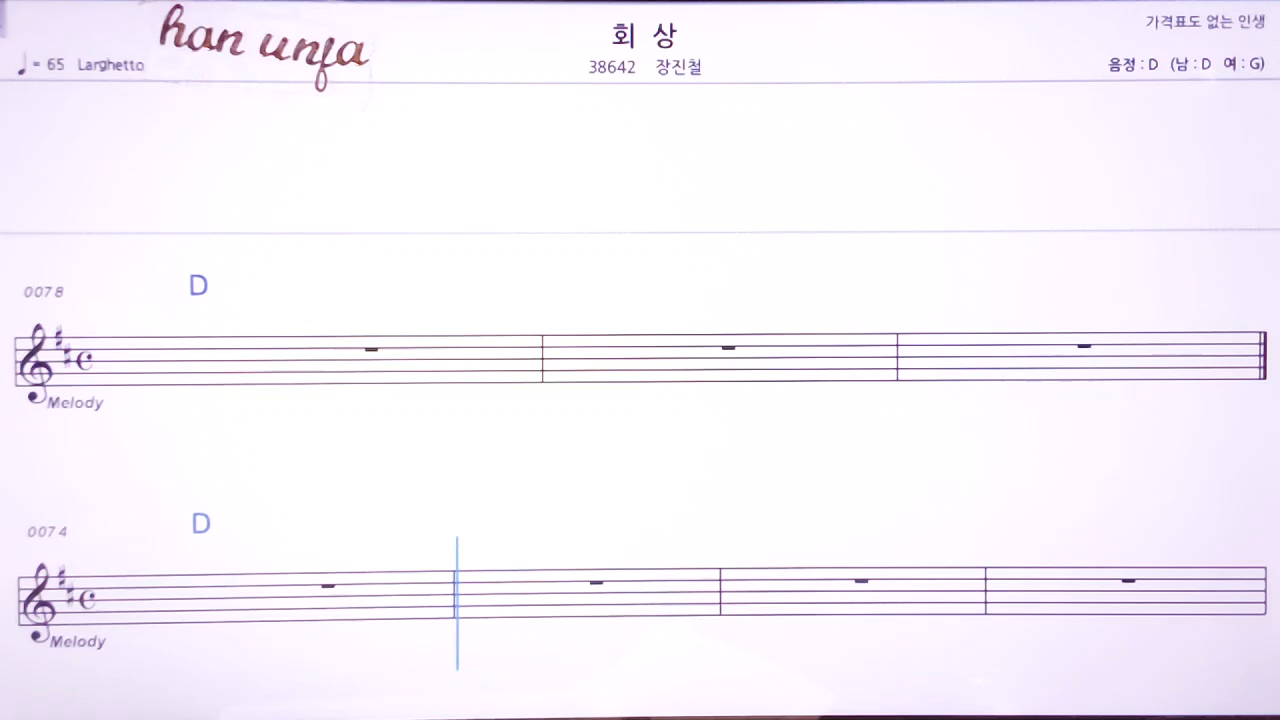 han unfa
회 상
가격표도 없는 인생
♩= 65 Larghetto
38642 장진철
음정 : D (남 : D 여 : G)
0078
D
Melody
0074
D
Melody